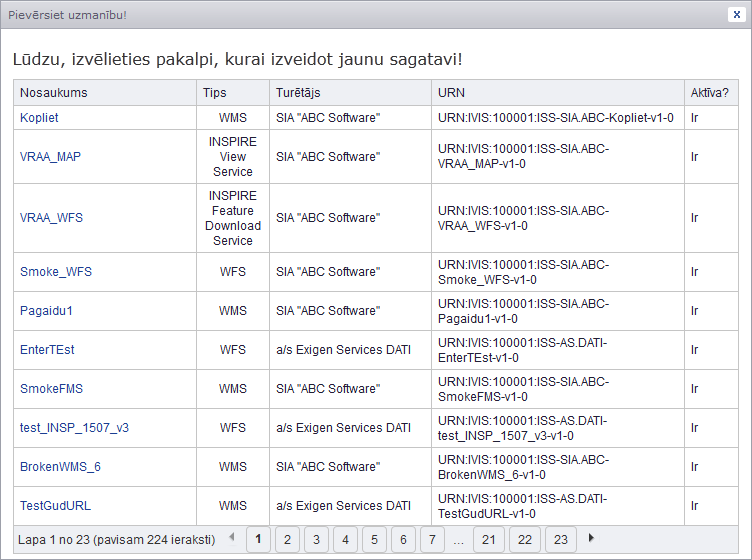 Pievērsiet uzmanību!
x
Lūdzu, izvēlieties pakalpi, kurai izveidot jaunu sagatavi!
Nosaukums Tips Turētājs URN Aktīva?
Kopliet WMS SIA "ABC Software" URN:IVIS:100001:ISS-SIA.ABC-Kopliet-v1-0 Ir
VRAA_MAP
INSPIRE
View
Service
SIA "ABC Software"
URN:IVIS:100001:ISS-SIA.ABC-
VRAA_MAP-v1-0
Ir
VRAA_WFS
INSPIRE
Feature
Download
Service
SIA "ABC Software"
URN:IVIS:100001:ISS-SIA.ABC-
VRAA_WFS-v1-0
Ir
Smoke_WFS WFS SIA "ABC Software"
URN:IVIS:100001:ISS-SIA.ABC-
Smoke_WFS-v1-0
Ir
Pagaidu1 WMS SIA "ABC Software"
URN:IVIS:100001:ISS-SIA.ABC-
Pagaidu1-v1-0
Ir
EnterTEst WFS a/s Exigen Services DATI
URN:IVIS:100001:ISS-AS.DATI-
EnterTEst-v1-0
Ir
SmokeFMS WMS SIA "ABC Software"
URN:IVIS:100001:ISS-SIA.ABC-
SmokeFMS-v1-0
Ir
test_INSP_1507_v3 WFS a/s Exigen Services DATI
URN:IVIS:100001:ISS-AS.DATI-
test_INSP_1507_v3-v1-0
Ir
BrokenWMS_6 WMS SIA "ABC Software"
URN:IVIS:100001:ISS-SIA.ABC-
BrokenWMS_6-v1-0
Ir
TestGudURL WMS a/s Exigen Services DATI
URN:IVIS:100001:ISS-AS.DATI-
TestGudURL-v1-0
Ir
Lapa 1 no 23 (pavisam 224 ieraksti) 1 2 3 4 5 6 7 ... 21 22 23